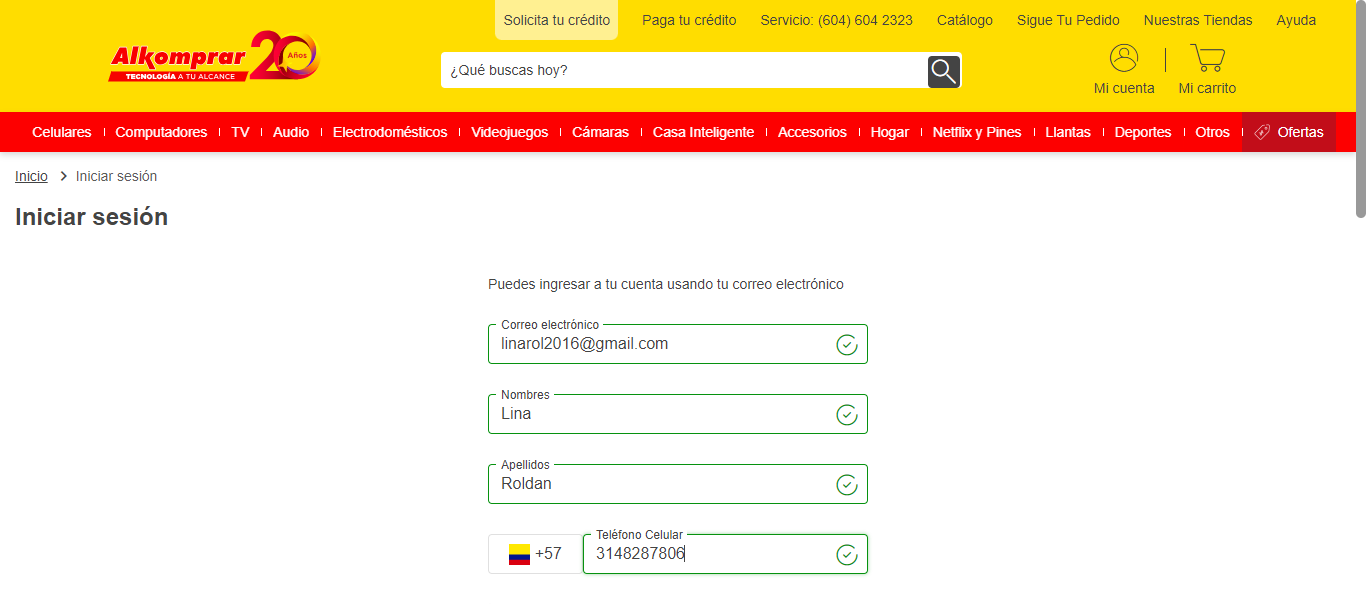 Solicita tu crédito Paga tu crédito Servicio: (604) 604 2323 Catálogo Sigue Tu Pedido Nuestras Tiendas Ayuda
Alkomprar 20 Años
TECNOLOGÍA A TU ALCANCE
¿Qué buscas hoy?
Mi cuenta Mi carrito
Celulares Computadores TV Audio Electrodomésticos Videojuegos Cámaras Casa Inteligente Accesorios Hogar Netflix y Pines Llantas Deportes Otros Ofertas
Inicio > Iniciar sesión
Iniciar sesión
Puedes ingresar a tu cuenta usando tu correo electrónico
Correo electrónico
linarol2016@gmail.com
Nombres
Lina
Apellidos
Roldan
Teléfono Celular
+57 3148287806